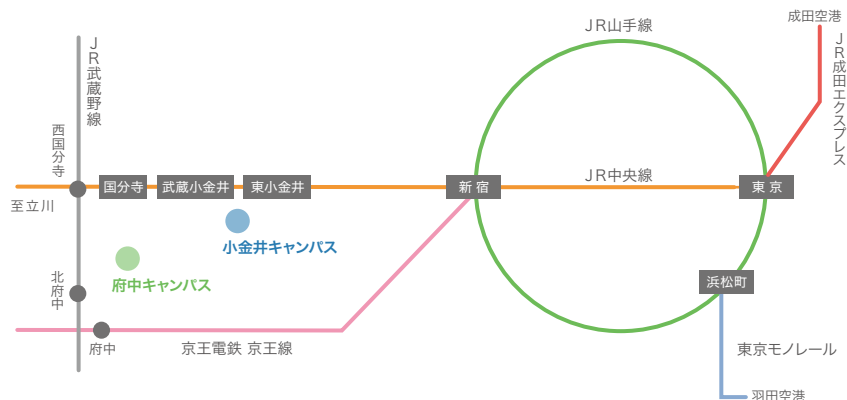 成田空港
JR山手線
JR成田エクスプレス
JR武蔵野線
西国分寺
国分寺
武蔵小金井
東小金井
新宿
JR中央線
東京
至立川
小金井キャンパス
府中キャンパス
北府中
浜松町
府中
京王電鉄 京王線
東京モノレール
羽田空港